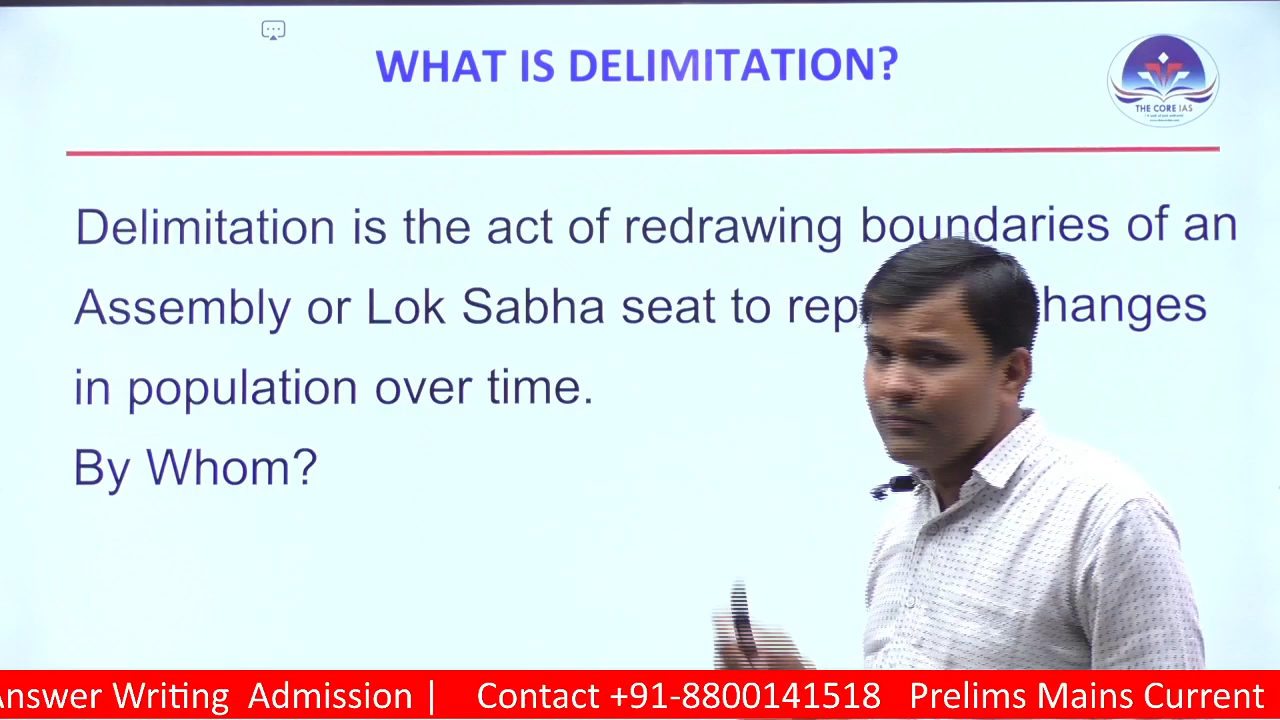 WHAT IS DELIMITATION?
THE CORE IAS
Delimitation is the act of redrawing boundaries of an
Assembly or Lok Sabha seat to rep hanges
in population over time.
By Whom?
Answer Writing Admission | Contact +91-8800141518 Prelims Mains Current